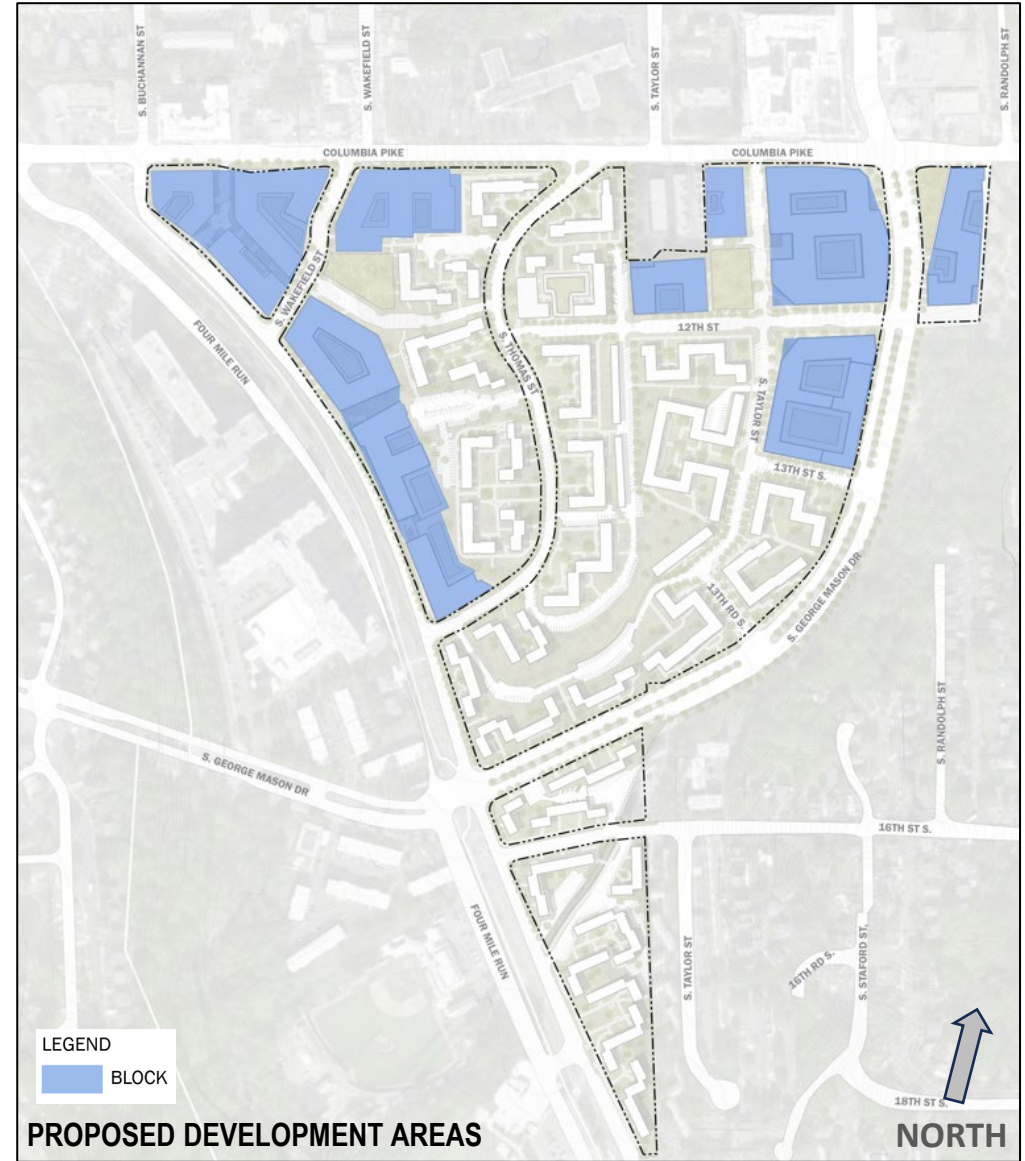 S. BUCHANNAN ST
S. WAKEFIELD ST
S. TAYLOR ST
S. RANDOLPH ST
COLUMBIA PIKE
COLUMBIA PIKE
S. WAKEFIELD ST
FOUR MILE RUN
S. THOMAS ST
12TH ST
S. TAYLOR ST
13TH ST S.
13TH RD S.
S. GEORGE MASON DR
S. RANDOLPH ST
S. GEORGE MASON DR
16TH ST S.
FOUR MILE RUN
S. TAYLOR ST
16TH RD S.
S. STAFORD ST,
18TH ST S.
LEGEND
BLOCK
PROPOSED DEVELOPMENT AREAS
NORTH